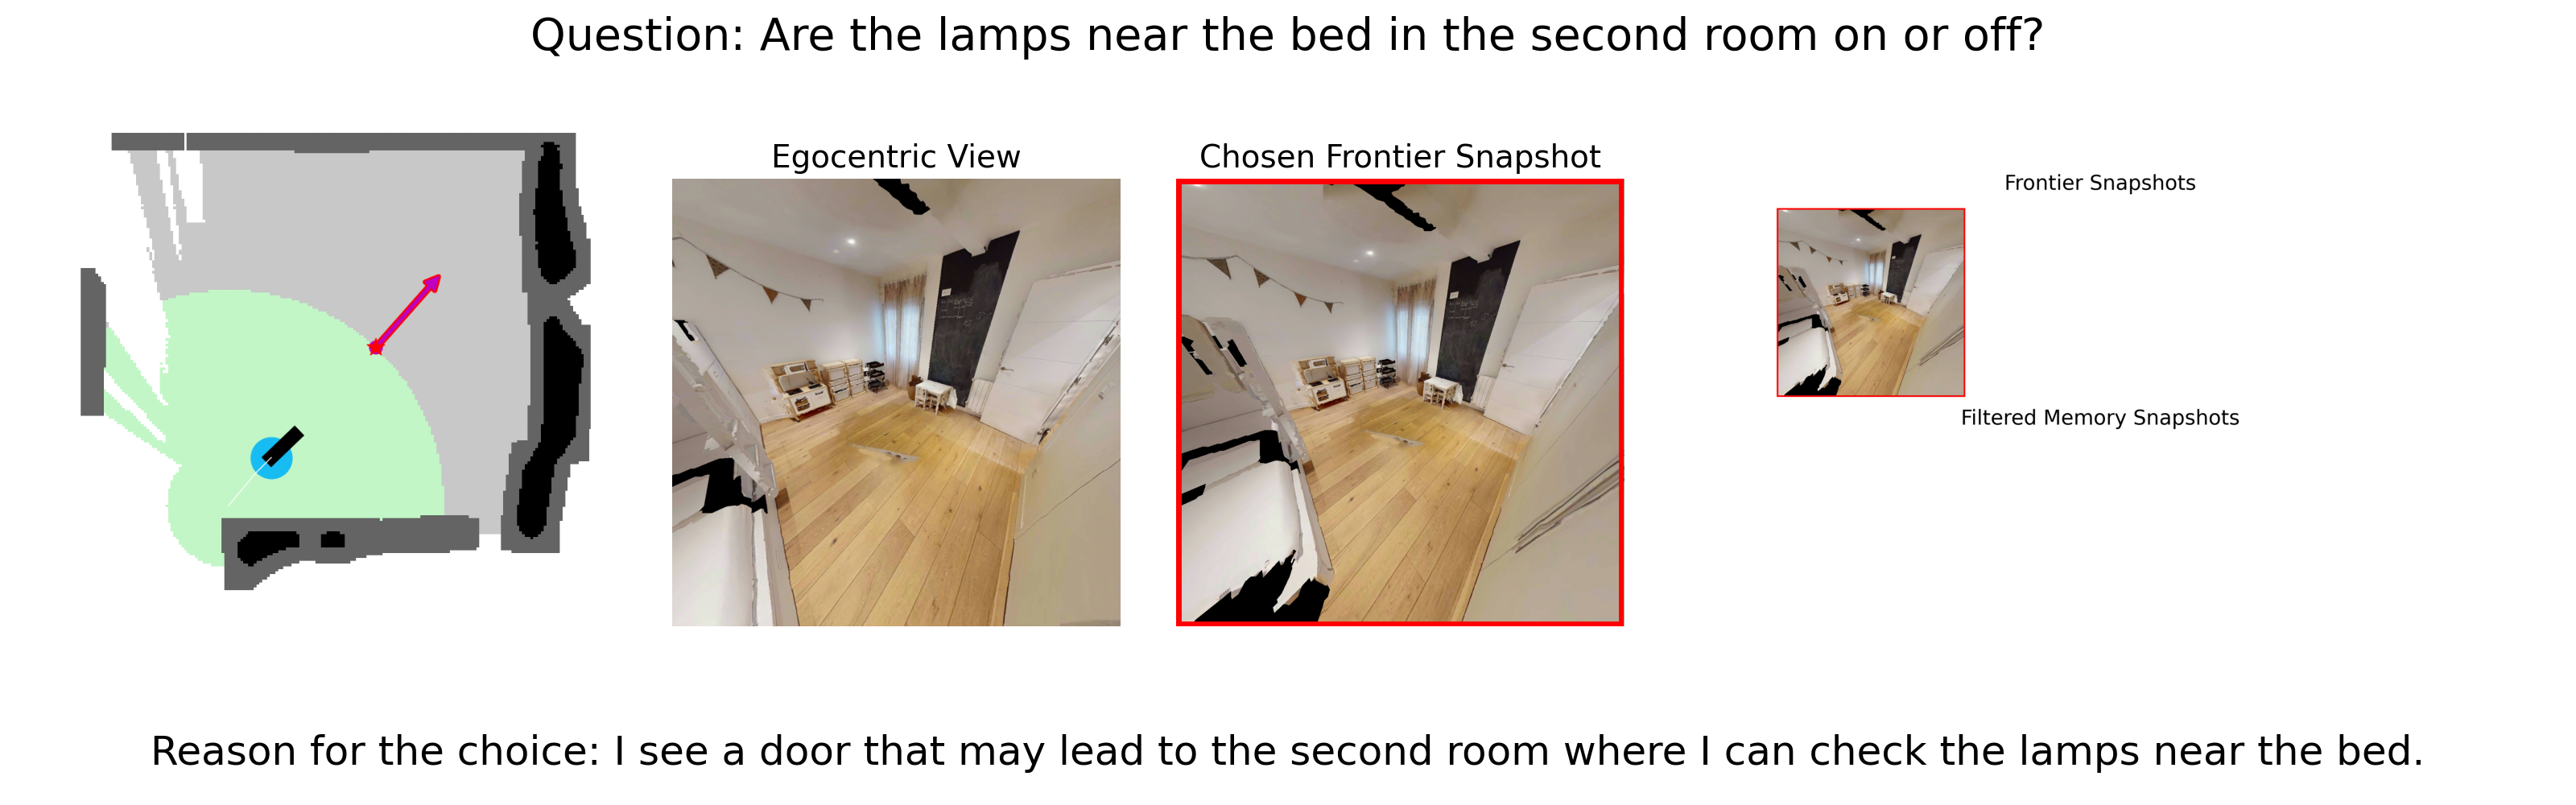 Question: Are the lamps near the bed in the second room on or off?
Egocentric View
Chosen Frontier Snapshot
Frontier Snapshots
Filtered Memory Snapshots
Reason for the choice: I see a door that may lead to the second room where I can check the lamps near the bed.